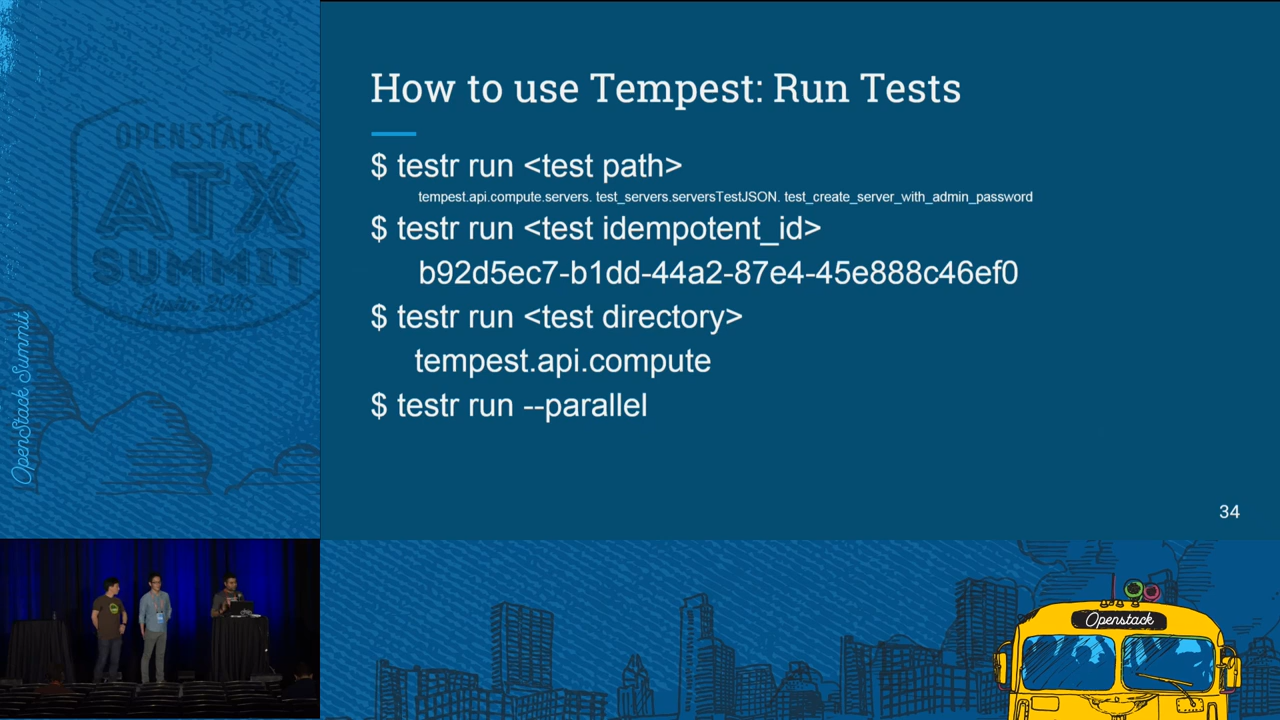 OPENSTACK
ATX
SUMMIT
Austin 2016
OpenStack Summit
How to use Tempest: Run Tests
$ testr run <test path>
tempest.api.compute.servers. test_servers.serversTestJSON. test_create_server_with_admin_password
$ testr run <test idempotent_id>
b92d5ec7-b1dd-44a2-87e4-45e888c46ef0
$ testr run <test directory>
tempest.api.compute
$ testr run --parallel
34
Openstack